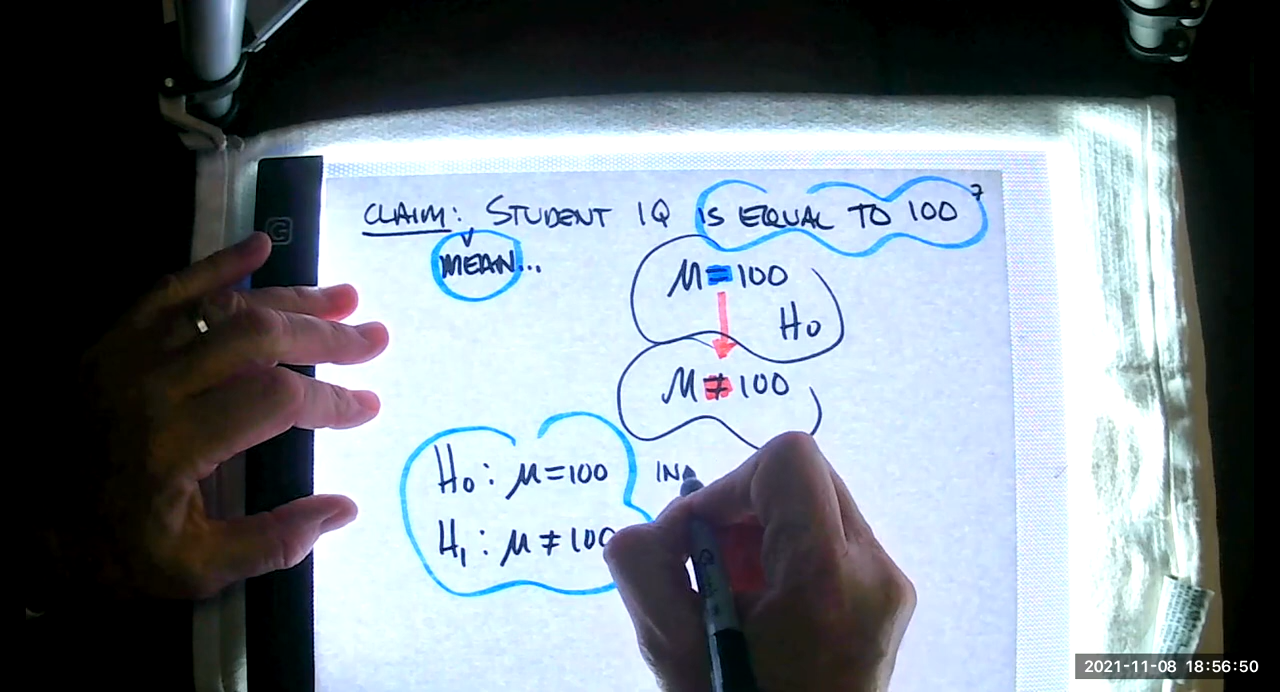 CLAIM: STUDENT IQ IS EQUAL TO 100
MEAN...
μ = 100
H₀
μ ≠ 100
H₀: μ = 100
H₁: μ ≠ 100
2021-11-08 18:56:50